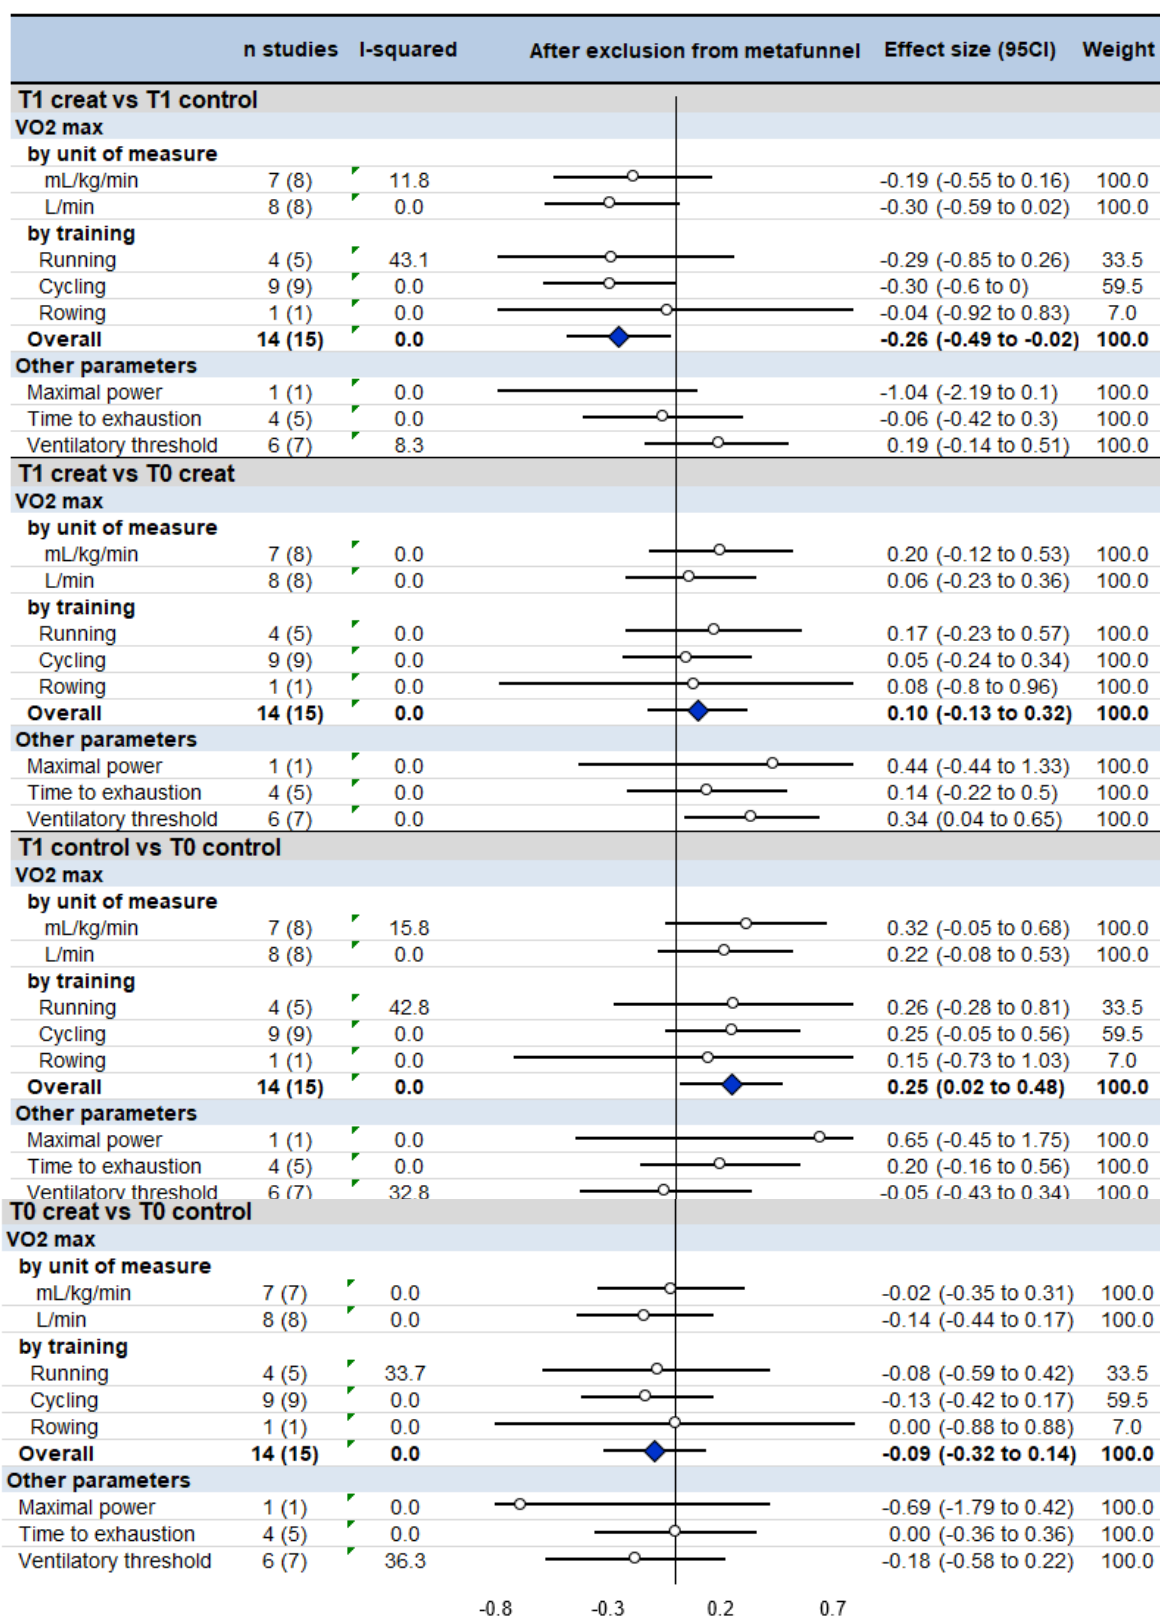 n studies I-squared After exclusion from metafunnel Effect size (95CI) Weight
T1 creat vs T1 control
VO2 max
by unit of measure
mL/kg/min 7 (8) 11.8 -0.19 (-0.55 to 0.16) 100.0
L/min 8 (8) 0.0 -0.30 (-0.59 to 0.02) 100.0
by training
Running 4 (5) 43.1 -0.29 (-0.85 to 0.26) 33.5
Cycling 9 (9) 0.0 -0.30 (-0.6 to 0) 59.5
Rowing 1 (1) 0.0 -0.04 (-0.92 to 0.83) 7.0
Overall 14 (15) 0.0 -0.26 (-0.49 to -0.02) 100.0
Other parameters
Maximal power 1 (1) 0.0 -1.04 (-2.19 to 0.1) 100.0
Time to exhaustion 4 (5) 0.0 -0.06 (-0.42 to 0.3) 100.0
Ventilatory threshold 6 (7) 8.3 0.19 (-0.14 to 0.51) 100.0
T1 creat vs T0 creat
VO2 max
by unit of measure
mL/kg/min 7 (8) 0.0 0.20 (-0.12 to 0.53) 100.0
L/min 8 (8) 0.0 0.06 (-0.23 to 0.36) 100.0
by training
Running 4 (5) 0.0 0.17 (-0.23 to 0.57) 100.0
Cycling 9 (9) 0.0 0.05 (-0.24 to 0.34) 100.0
Rowing 1 (1) 0.0 0.08 (-0.8 to 0.96) 100.0
Overall 14 (15) 0.0 0.10 (-0.13 to 0.32) 100.0
Other parameters
Maximal power 1 (1) 0.0 0.44 (-0.44 to 1.33) 100.0
Time to exhaustion 4 (5) 0.0 0.14 (-0.22 to 0.5) 100.0
Ventilatory threshold 6 (7) 0.0 0.34 (0.04 to 0.65) 100.0
T1 control vs T0 control
VO2 max
by unit of measure
mL/kg/min 7 (8) 15.8 0.32 (-0.05 to 0.68) 100.0
L/min 8 (8) 0.0 0.22 (-0.08 to 0.53) 100.0
by training
Running 4 (5) 42.8 0.26 (-0.28 to 0.81) 33.5
Cycling 9 (9) 0.0 0.25 (-0.05 to 0.56) 59.5
Rowing 1 (1) 0.0 0.15 (-0.73 to 1.03) 7.0
Overall 14 (15) 0.0 0.25 (0.02 to 0.48) 100.0
Other parameters
Maximal power 1 (1) 0.0 0.65 (-0.45 to 1.75) 100.0
Time to exhaustion 4 (5) 0.0 0.20 (-0.16 to 0.56) 100.0
Ventilatory threshold 6 (7) 32.8 -0.05 (-0.43 to 0.34) 100.0
T0 creat vs T0 control
VO2 max
by unit of measure
mL/kg/min 7 (7) 0.0 -0.02 (-0.35 to 0.31) 100.0
L/min 8 (8) 0.0 -0.14 (-0.44 to 0.17) 100.0
by training
Running 4 (5) 33.7 -0.08 (-0.59 to 0.42) 33.5
Cycling 9 (9) 0.0 -0.13 (-0.42 to 0.17) 59.5
Rowing 1 (1) 0.0 0.00 (-0.88 to 0.88) 7.0
Overall 14 (15) 0.0 -0.09 (-0.32 to 0.14) 100.0
Other parameters
Maximal power 1 (1) 0.0 -0.69 (-1.79 to 0.42) 100.0
Time to exhaustion 4 (5) 0.0 0.00 (-0.36 to 0.36) 100.0
Ventilatory threshold 6 (7) 36.3 -0.18 (-0.58 to 0.22) 100.0
-0.8 -0.3 0.2 0.7